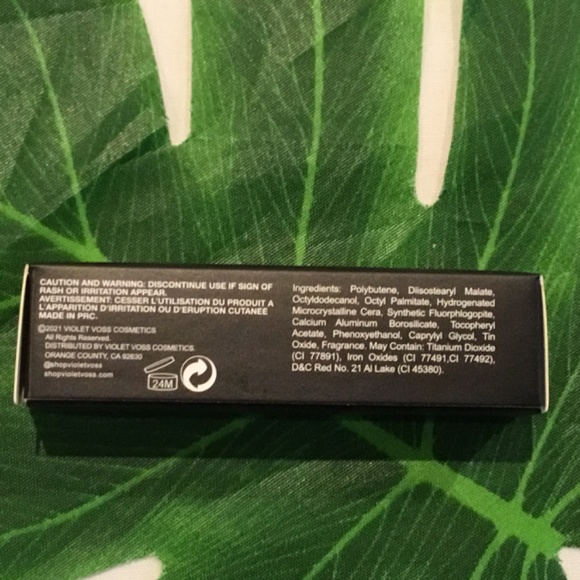 CAUTION AND WARNING: DISCONTINUE USE IF SIGN OF
RASH OR IRRITATION APPEAR.
AVERTISSEMENT: CESSER L'UTILISATION DU PRODUIT A
L'APPARITION D'IRRITATION OU D'ERUPTION CUTANEE
MADE IN PRC.
©2021 VIOLET VOSS COSMETICS
All Rights Reserved.
DISTRIBUTED BY VIOLET VOSS COSMETICS
ORANGE COUNTY, CA 92630
@shopvioletvoss
shopvioletvoss.com
24M
Ingredients: Polybutene, Diisostearyl Malate,
Octyldodecanol, Octyl Palmitate, Hydrogenated
Microcrystalline Cera, Synthetic Fluorphlogopite,
Calcium Aluminum Borosilicate, Tocopheryl
Acetate, Phenoxyethanol, Caprylyl Glycol, Tin
Oxide, Fragrance. May Contain: Titanium Dioxide
(CI 77891), Iron Oxides (CI 77491,CI 77492),
D&C Red No. 21 Al Lake (CI 45380).